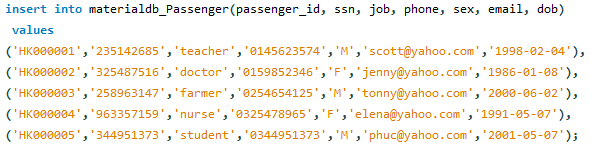 insert into materialdb_Passenger(passenger_id, ssn, job, phone, sex, email, dob)
values
('HK000001','235142685','teacher','0145623574','M','scott@yahoo.com','1998-02-04'),
('HK000002','325487516','doctor','0159852346','F','jenny@yahoo.com','1986-01-08'),
('HK000003','258963147','farmer','0254654125','M','tonny@yahoo.com','2000-06-02'),
('HK000004','963357159','nurse','0325478965','F','elena@yahoo.com','1991-05-07'),
('HK000005','344951373','student','0344951373','M','phuc@yahoo.com','2001-05-07');